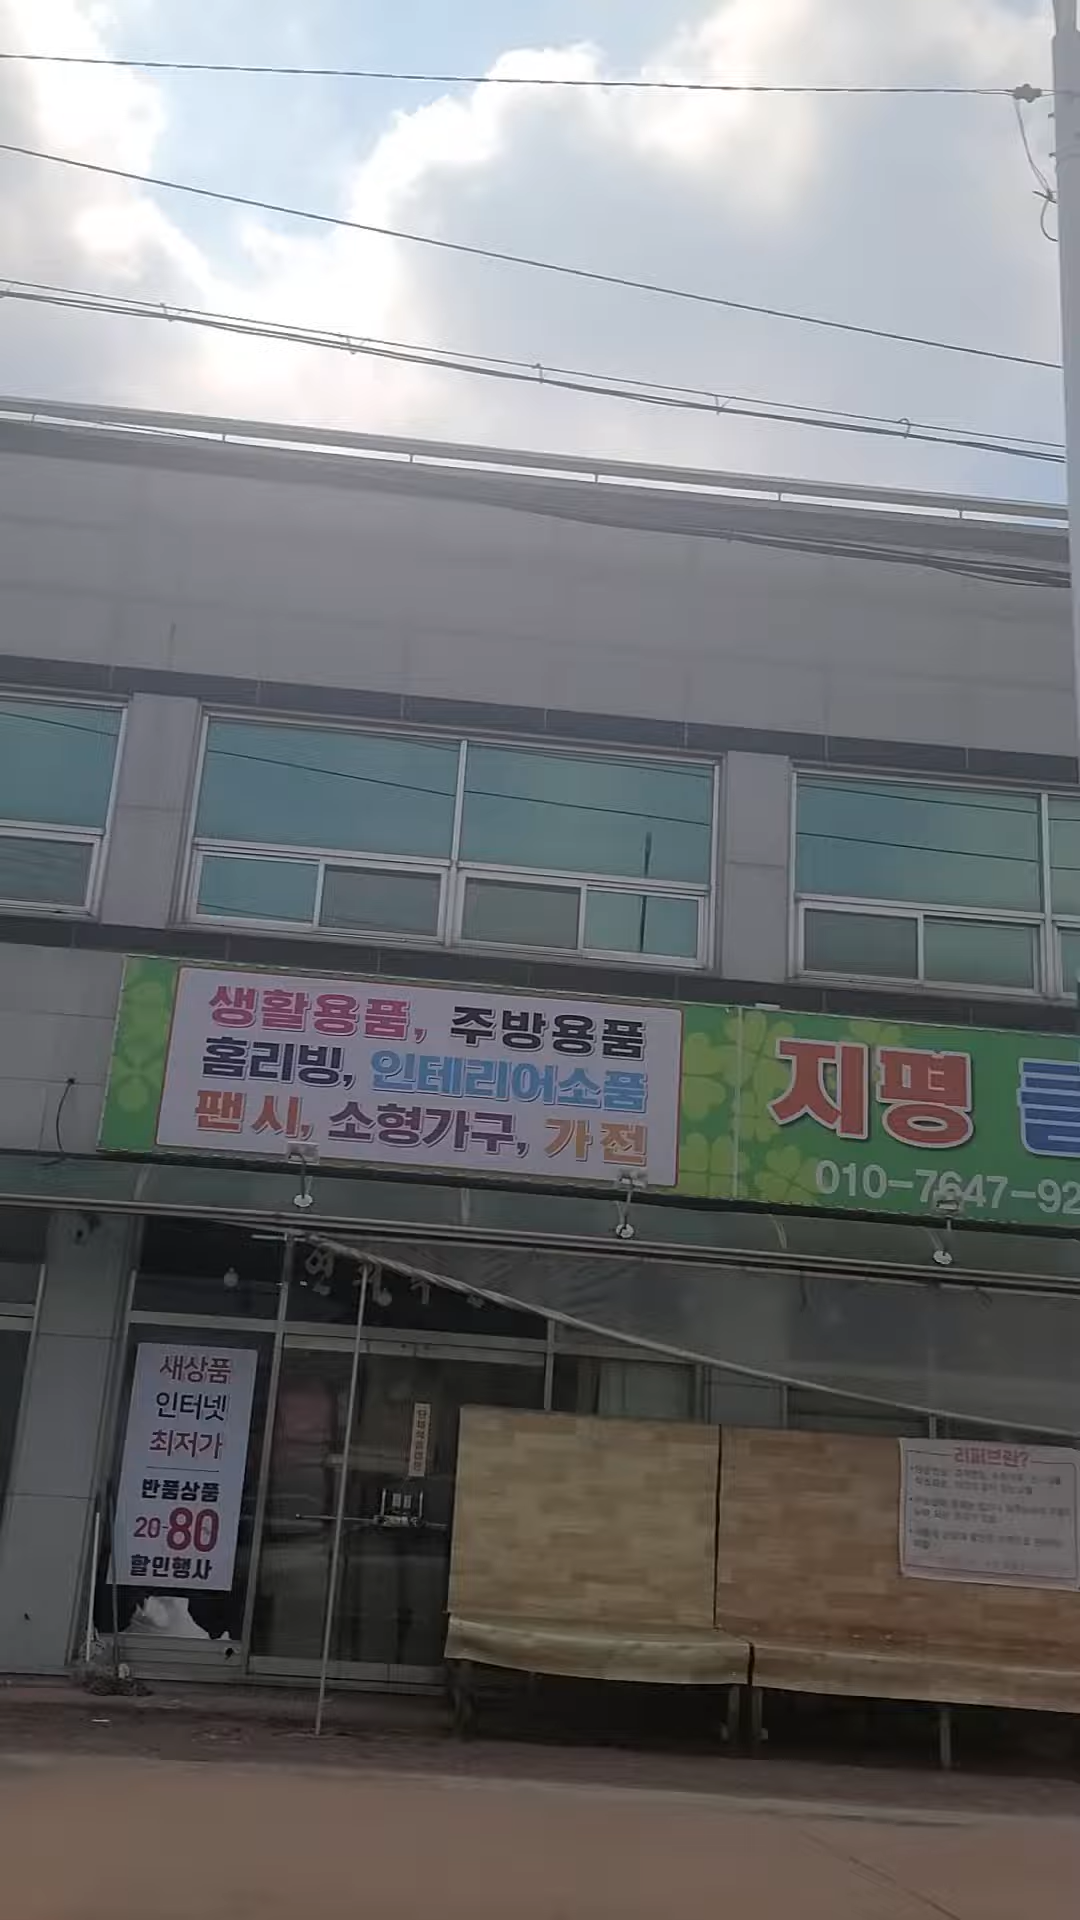 생활용품, 주방용품
홈리빙, 인테리어소품
팬시, 소형가구, 가전
지평
010-7647-92
새상품
인터넷
최저가
반품상품
20-80%
할인행사
리퍼브란?